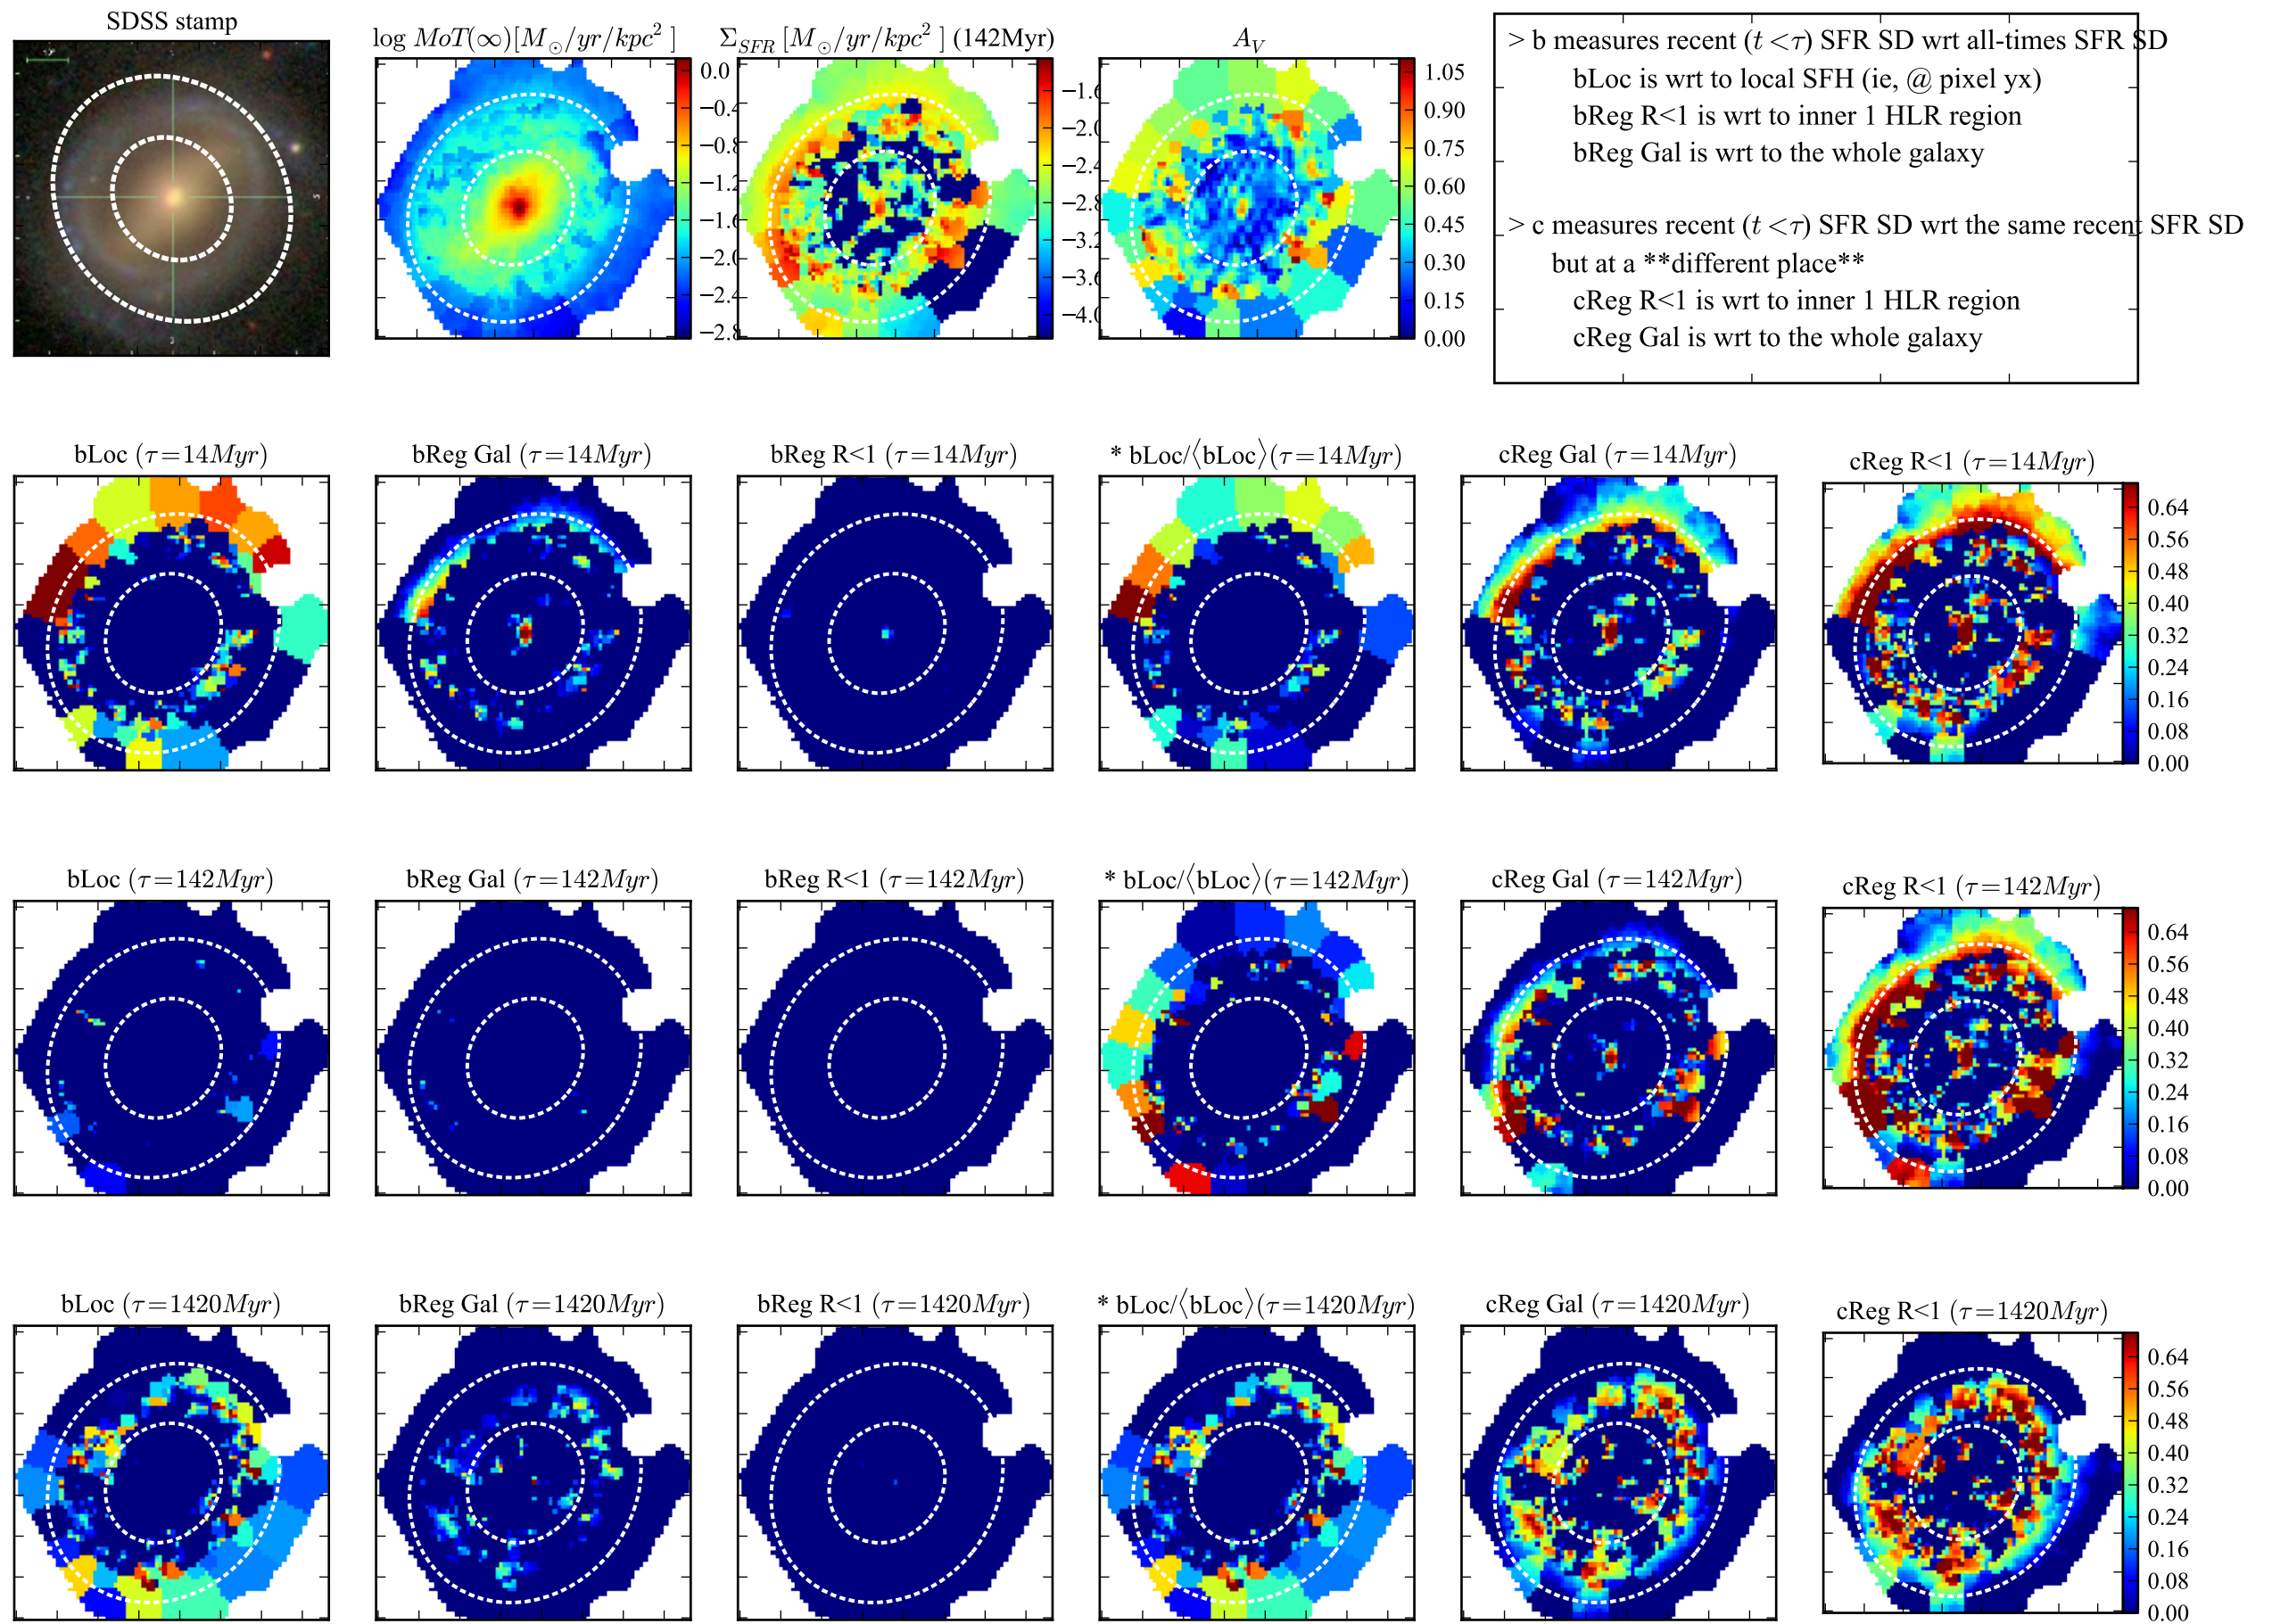 SDSS stamp
log MoT(∞)[M⊙/yr/kpc² ]
Σ_SFR [M⊙/yr/kpc² ] (142Myr)
A_V
0.0
−0.4
−0.8
−1.2
−1.6
−2.0
−2.4
−2.8
−1.6
−2.0
−2.4
−2.8
−3.2
−3.6
−4.0
1.05
0.90
0.75
0.60
0.45
0.30
0.15
0.00
> b measures recent (t <τ) SFR SD wrt all-times SFR SD
bLoc is wrt to local SFH (ie, @ pixel yx)
bReg R<1 is wrt to inner 1 HLR region
bReg Gal is wrt to the whole galaxy
> c measures recent (t <τ) SFR SD wrt the same recent SFR SD
but at a **different place**
cReg R<1 is wrt to inner 1 HLR region
cReg Gal is wrt to the whole galaxy
bLoc (τ=14Myr)
bReg Gal (τ=14Myr)
bReg R<1 (τ=14Myr)
* bLoc/⟨bLoc⟩(τ=14Myr)
cReg Gal (τ=14Myr)
cReg R<1 (τ=14Myr)
0.64
0.56
0.48
0.40
0.32
0.24
0.16
0.08
0.00
bLoc (τ=142Myr)
bReg Gal (τ=142Myr)
bReg R<1 (τ=142Myr)
* bLoc/⟨bLoc⟩(τ=142Myr)
cReg Gal (τ=142Myr)
cReg R<1 (τ=142Myr)
0.64
0.56
0.48
0.40
0.32
0.24
0.16
0.08
0.00
bLoc (τ=1420Myr)
bReg Gal (τ=1420Myr)
bReg R<1 (τ=1420Myr)
* bLoc/⟨bLoc⟩(τ=1420Myr)
cReg Gal (τ=1420Myr)
cReg R<1 (τ=1420Myr)
0.64
0.56
0.48
0.40
0.32
0.24
0.16
0.08
0.00